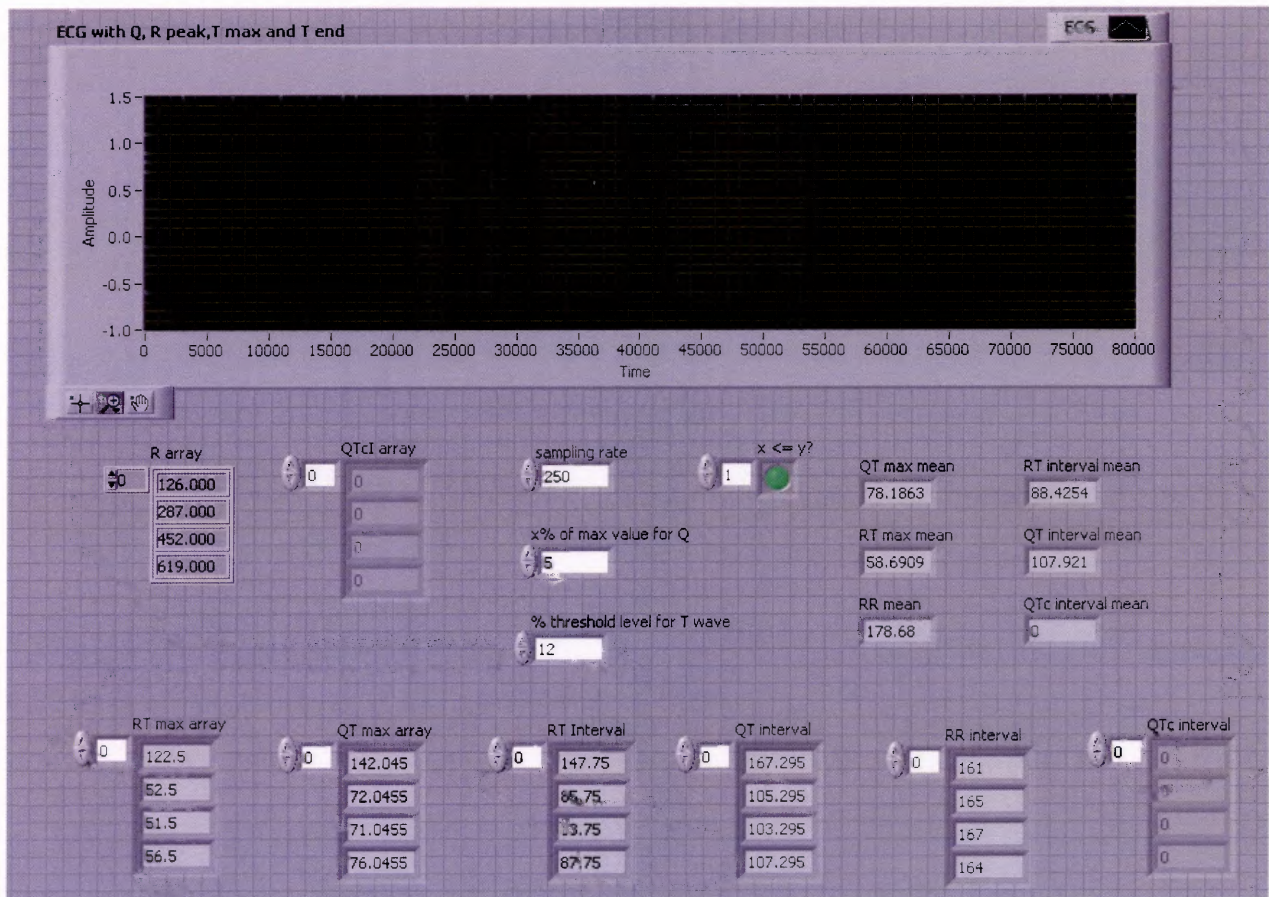 ECG with Q, R peak,T max and T end
ECG
1.5
1.0
0.5
0.0
-0.5
-1.0
Amplitude
0 5000 10000 15000 20000 25000 30000 35000 40000 45000 50000 55000 60000 65000 70000 75000 80000
Time
R array
0
126.000
287.000
452.000
619.000
QTcI array
0
0
0
0
0
sampling rate
250
x% of max value for Q
5
% threshold level for T wave
12
x <= y?
1
QT max mean
78.1863
RT interval mean
88.4254
RT max mean
58.6909
QT interval mean
107.921
RR mean
178.68
QTc interval mean
0
RT max array
0
122.5
52.5
51.5
56.5
QT max array
0
142.045
72.0455
71.0455
76.0455
RT Interval
0
147.75
87.75
QT interval
0
167.295
105.295
103.295
107.295
RR interval
0
161
165
167
164
QTc interval
0
0
0
0